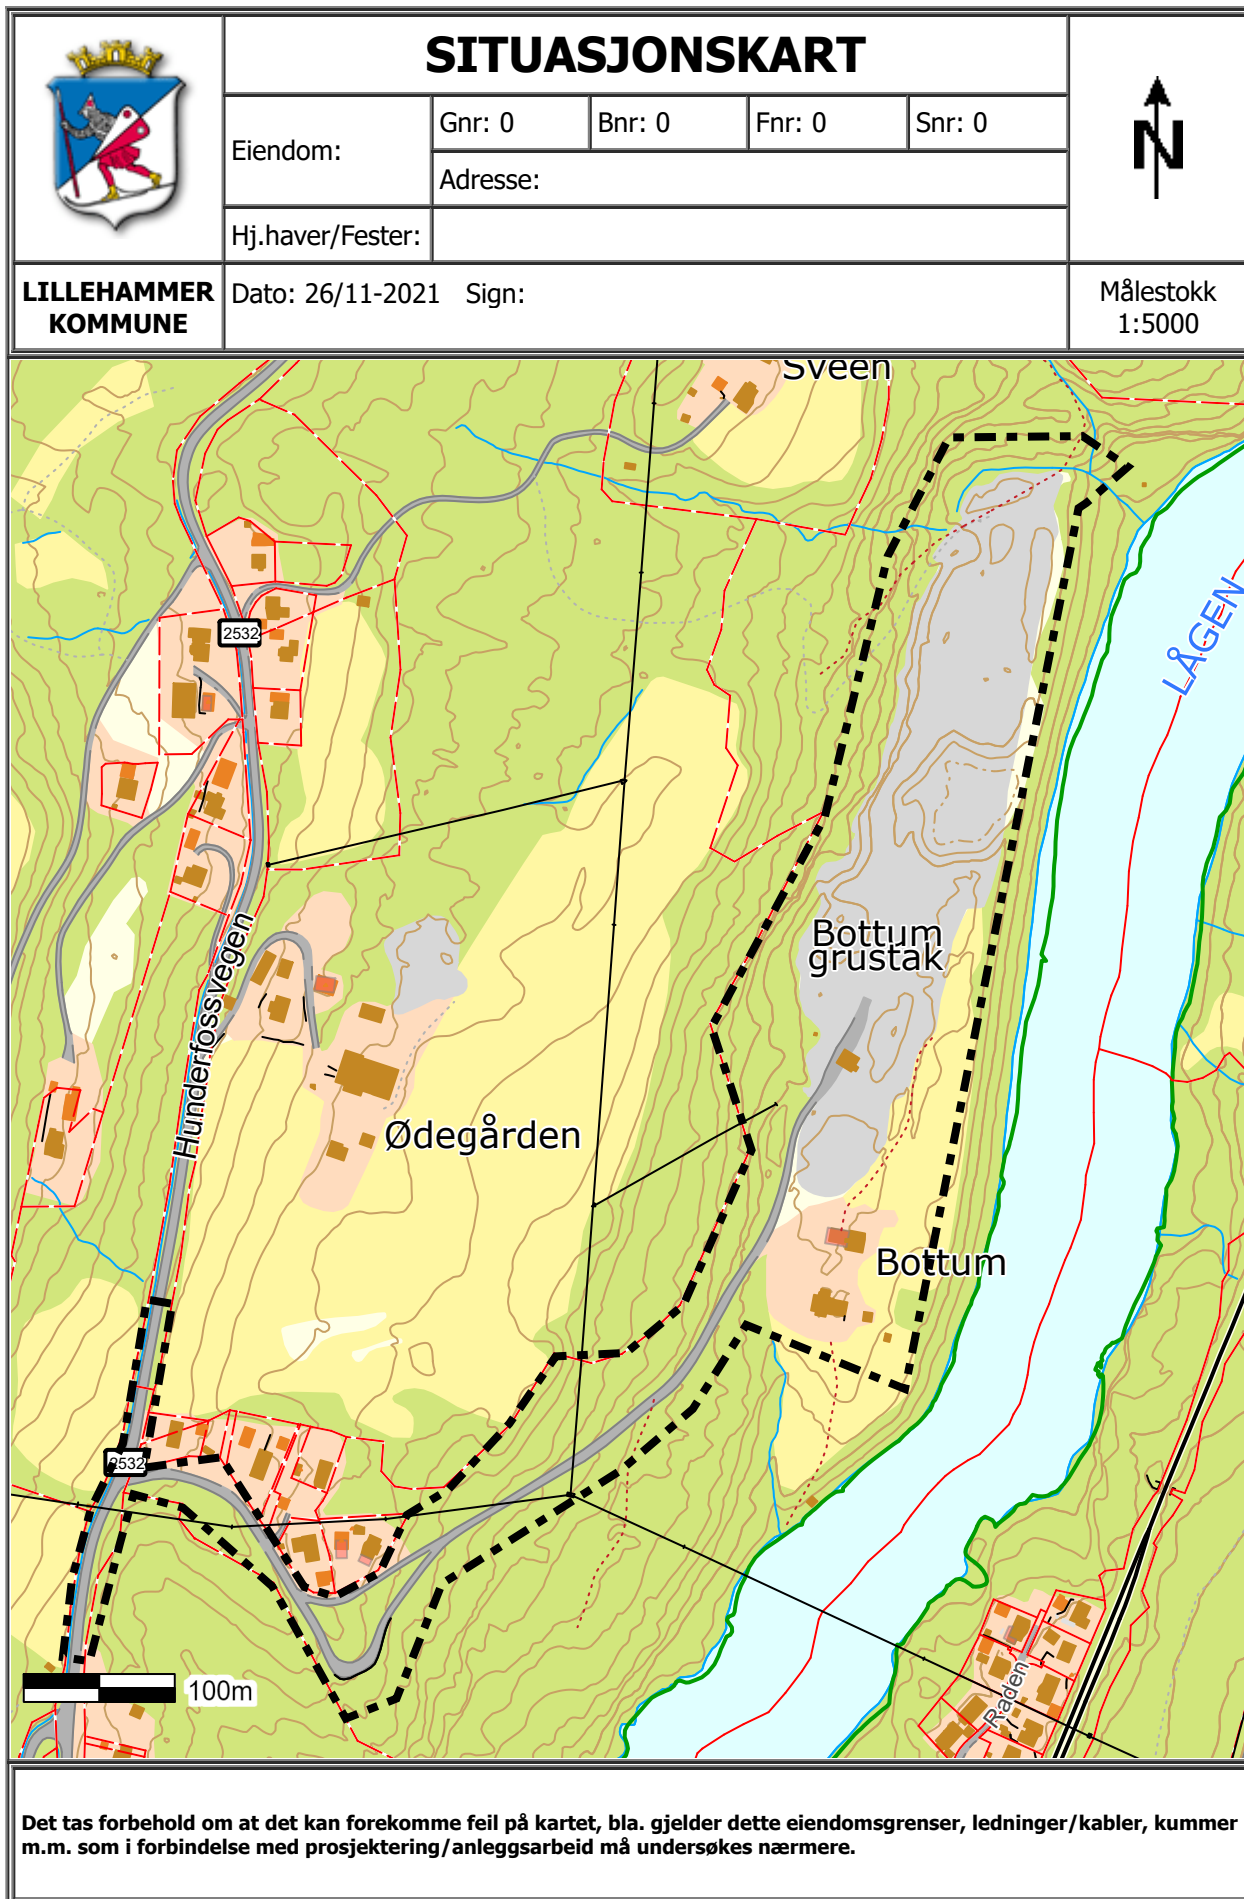 SITUASJONSKART
Eiendom:
Gnr: 0
Bnr: 0
Fnr: 0
Snr: 0
Adresse:
Hj.haver/Fester:
N
LILLEHAMMER
KOMMUNE
Dato: 26/11-2021 Sign:
Målestokk
1:5000
Sveen
2532
LÅGEN
Bottum
grustak
Hunderfossvegen
Ødegården
Bottum
2532
Raden
100m
Det tas forbehold om at det kan forekomme feil på kartet, bla. gjelder dette eiendomsgrenser, ledninger/kabler, kummer
m.m. som i forbindelse med prosjektering/anleggsarbeid må undersøkes nærmere.